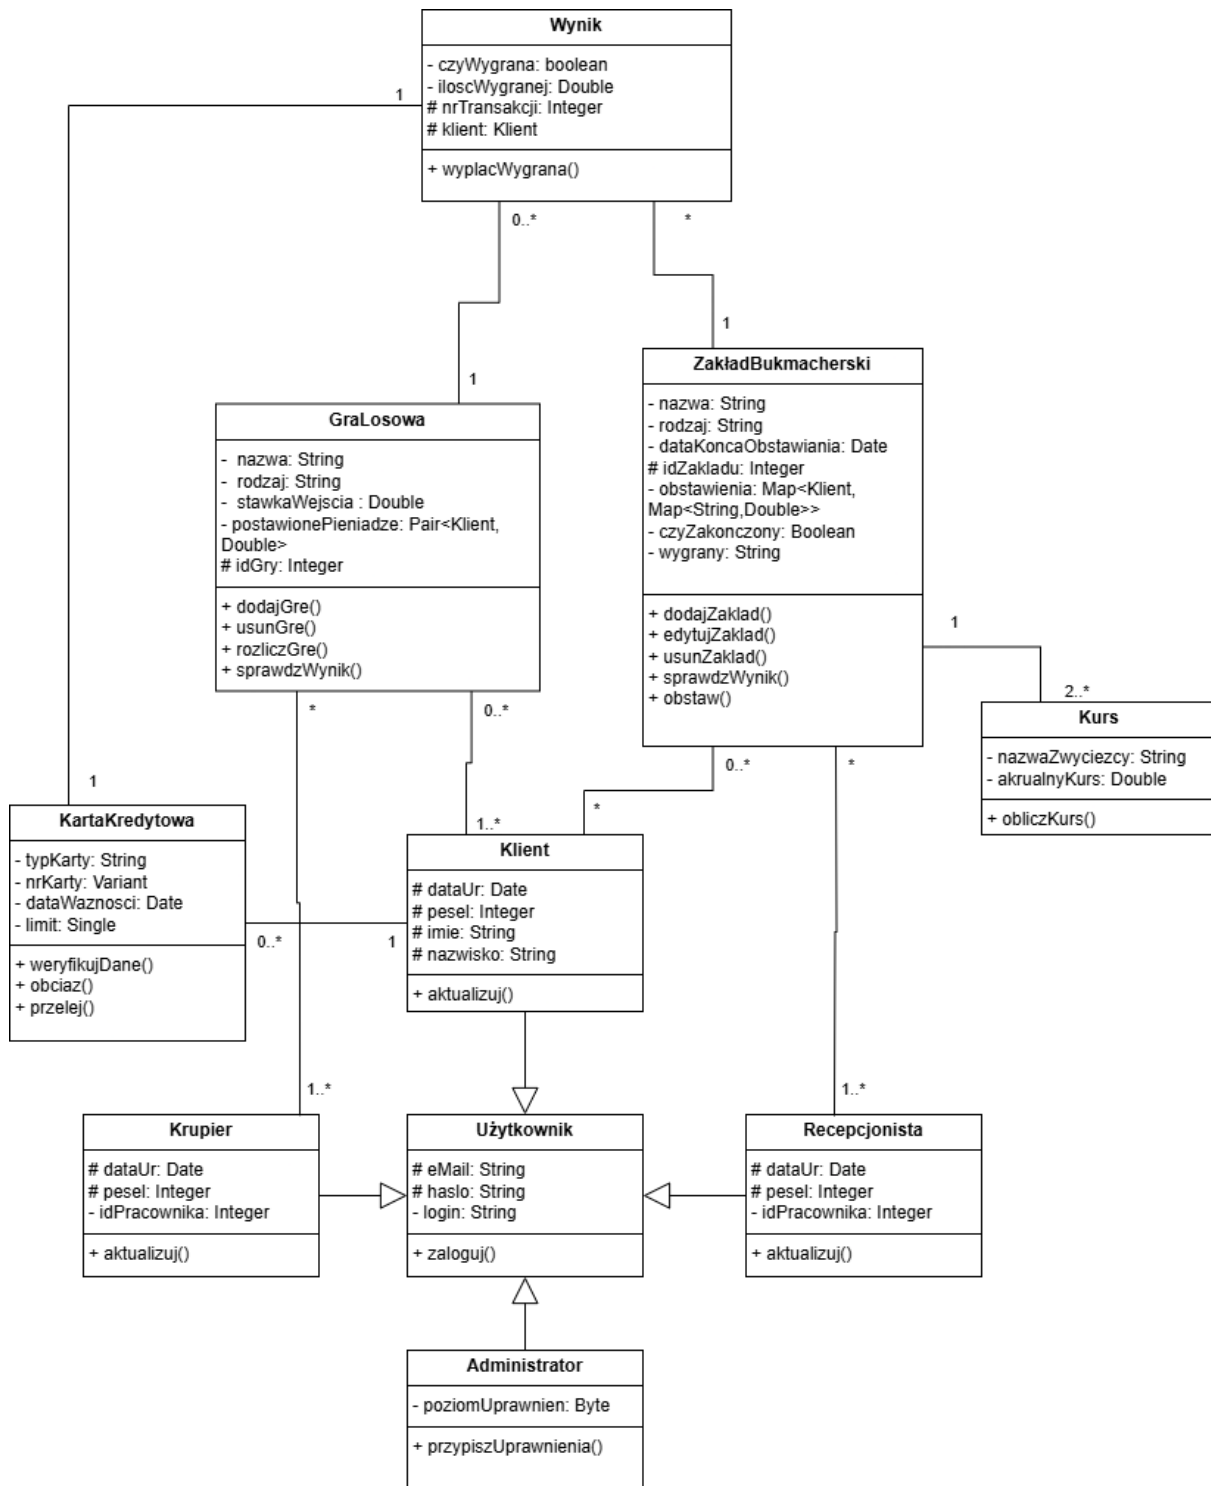 Wynik
- czyWygrana: boolean
- iloscWygranej: Double
# nrTransakcji: Integer
# klient: Klient
+ wyplacWygrana()
1
0..*
*
1
1
ZakładBukmacherski
- nazwa: String
- rodzaj: String
- dataKoncaObstawiania: Date
# idZakladu: Integer
- obstawienia: Map<Klient,
Map<String,Double>>
- czyZakonczony: Boolean
- wygrany: String
+ dodajZaklad()
+ edytujZaklad()
+ usunZaklad()
+ sprawdzWynik()
+ obstaw()
GraLosowa
- nazwa: String
- rodzaj: String
- stawkaWejscia : Double
- postawionePieniadze: Pair<Klient,
Double>
# idGry: Integer
+ dodajGre()
+ usunGre()
+ rozliczGre()
+ sprawdzWynik()
1
2..*
Kurs
- nazwaZwyciezcy: String
- akrualnyKurs: Double
+ obliczKurs()
*
0..*
0..*
*
1
1..*
*
KartaKredytowa
- typKarty: String
- nrKarty: Variant
- dataWaznosci: Date
- limit: Single
+ weryfikujDane()
+ obciaz()
+ przelej()
0..*
1
Klient
# dataUr: Date
# pesel: Integer
# imie: String
# nazwisko: String
+ aktualizuj()
1..*
1..*
Krupier
# dataUr: Date
# pesel: Integer
- idPracownika: Integer
+ aktualizuj()
Użytkownik
# eMail: String
# haslo: String
- login: String
+ zaloguj()
Recepcjonista
# dataUr: Date
# pesel: Integer
- idPracownika: Integer
+ aktualizuj()
Administrator
- poziomUprawnien: Byte
+ przypiszUprawnienia()